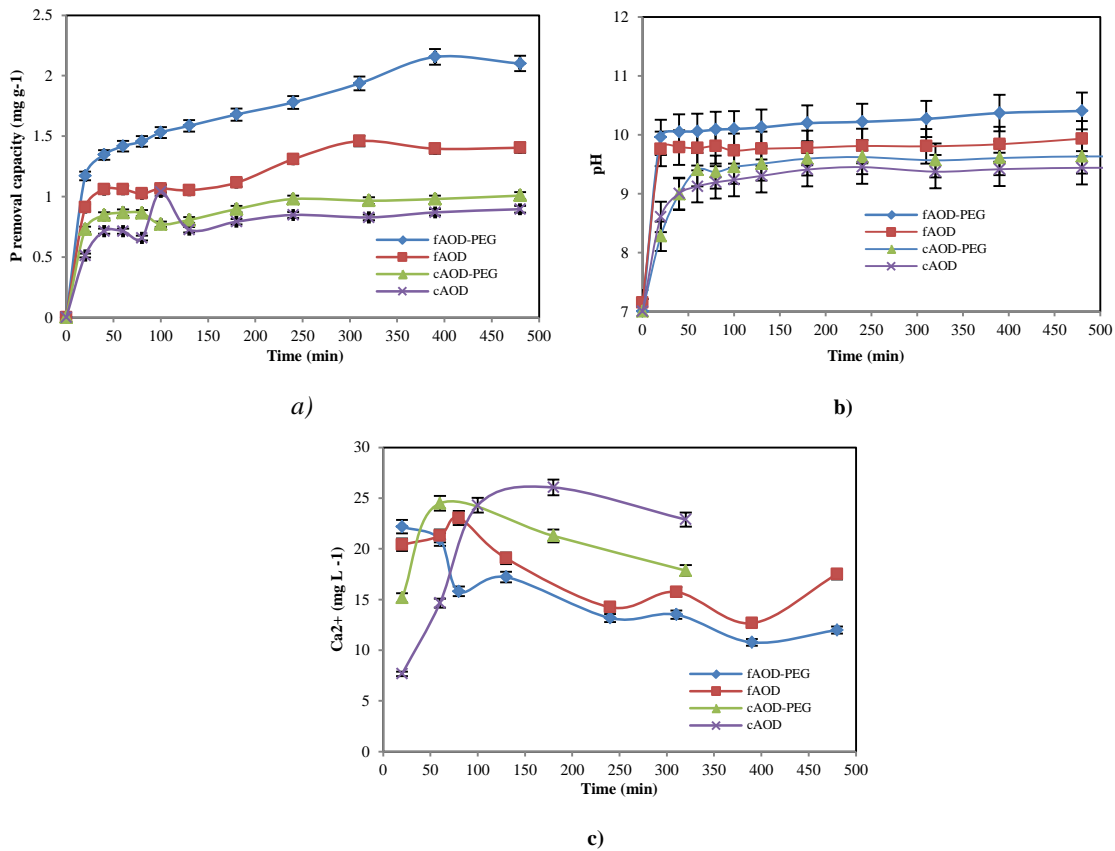 2.5
2
1.5
1
0.5
0
P removal capacity (mg g-1)
fAOD-PEG
fAOD
cAOD-PEG
cAOD
0 50 100 150 200 250 300 350 400 450 500
Time (min)
a)
12
11
10
9
8
7
pH
fAOD-PEG
fAOD
cAOD-PEG
cAOD
0 50 100 150 200 250 300 350 400 450 500
Time (min)
b)
30
25
20
15
10
5
0
Ca2+ (mg L -1)
fAOD-PEG
fAOD
cAOD-PEG
cAOD
0 50 100 150 200 250 300 350 400 450 500
Time (min)
c)